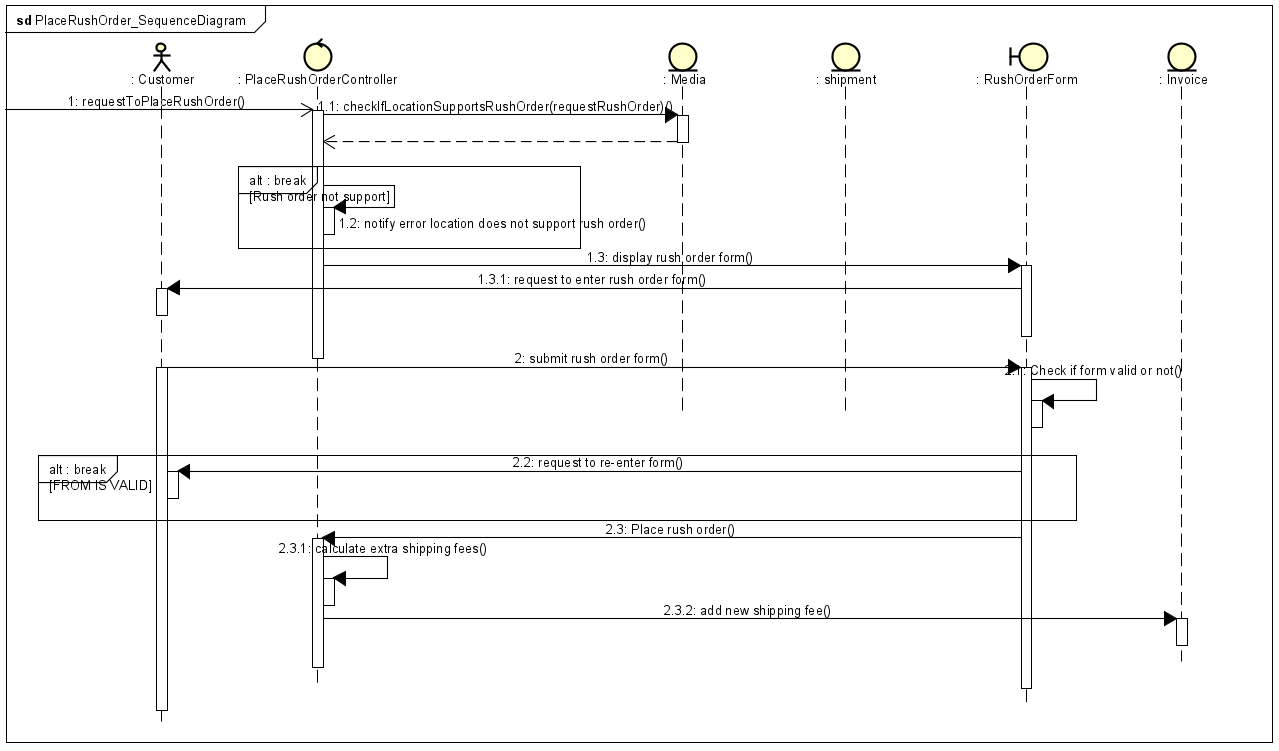 sd PlaceRushOrder_SequenceDiagram
: Customer
: PlaceRushOrderController
: Media
: shipment
: RushOrderForm
: Invoice
1: requestToPlaceRushOrder()
1.1: checkIfLocationSupportsRushOrder(requestRushOrder)()
alt : break
[Rush order not support]
1.2: notify error location does not support rush order()
1.3: display rush order form()
1.3.1: request to enter rush order form()
2: submit rush order form()
2.1: Check if form valid or not()
alt : break
2.2: request to re-enter form()
[FROM IS VALID]
2.3: Place rush order()
2.3.1: calculate extra shipping fees()
2.3.2: add new shipping fee()